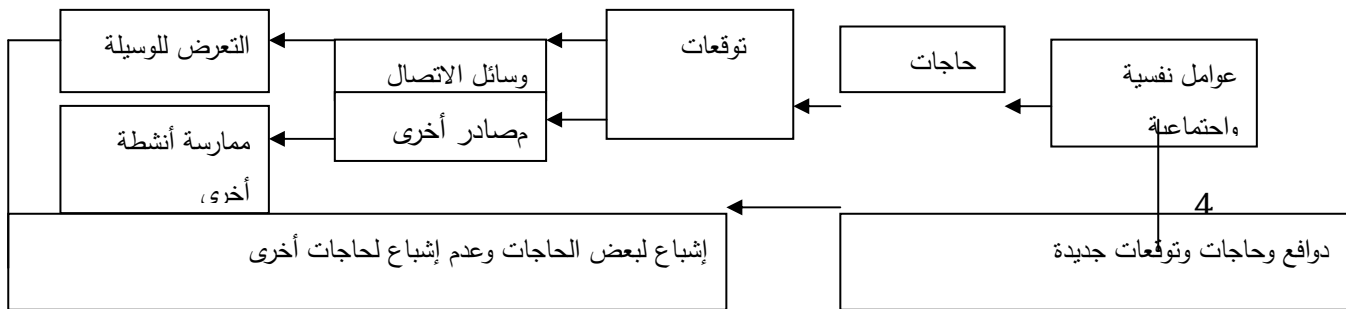 عوامل نفسية
واجتماعية
حاجات
توقعات
وسائل الاتصال
مصادر أخرى
التعرض للوسيلة
ممارسة أنشطة
أخرى
4
دوافع وحاجات وتوقعات جديدة
إشباع لبعض الحاجات وعدم إشباع لحاجات أخرى